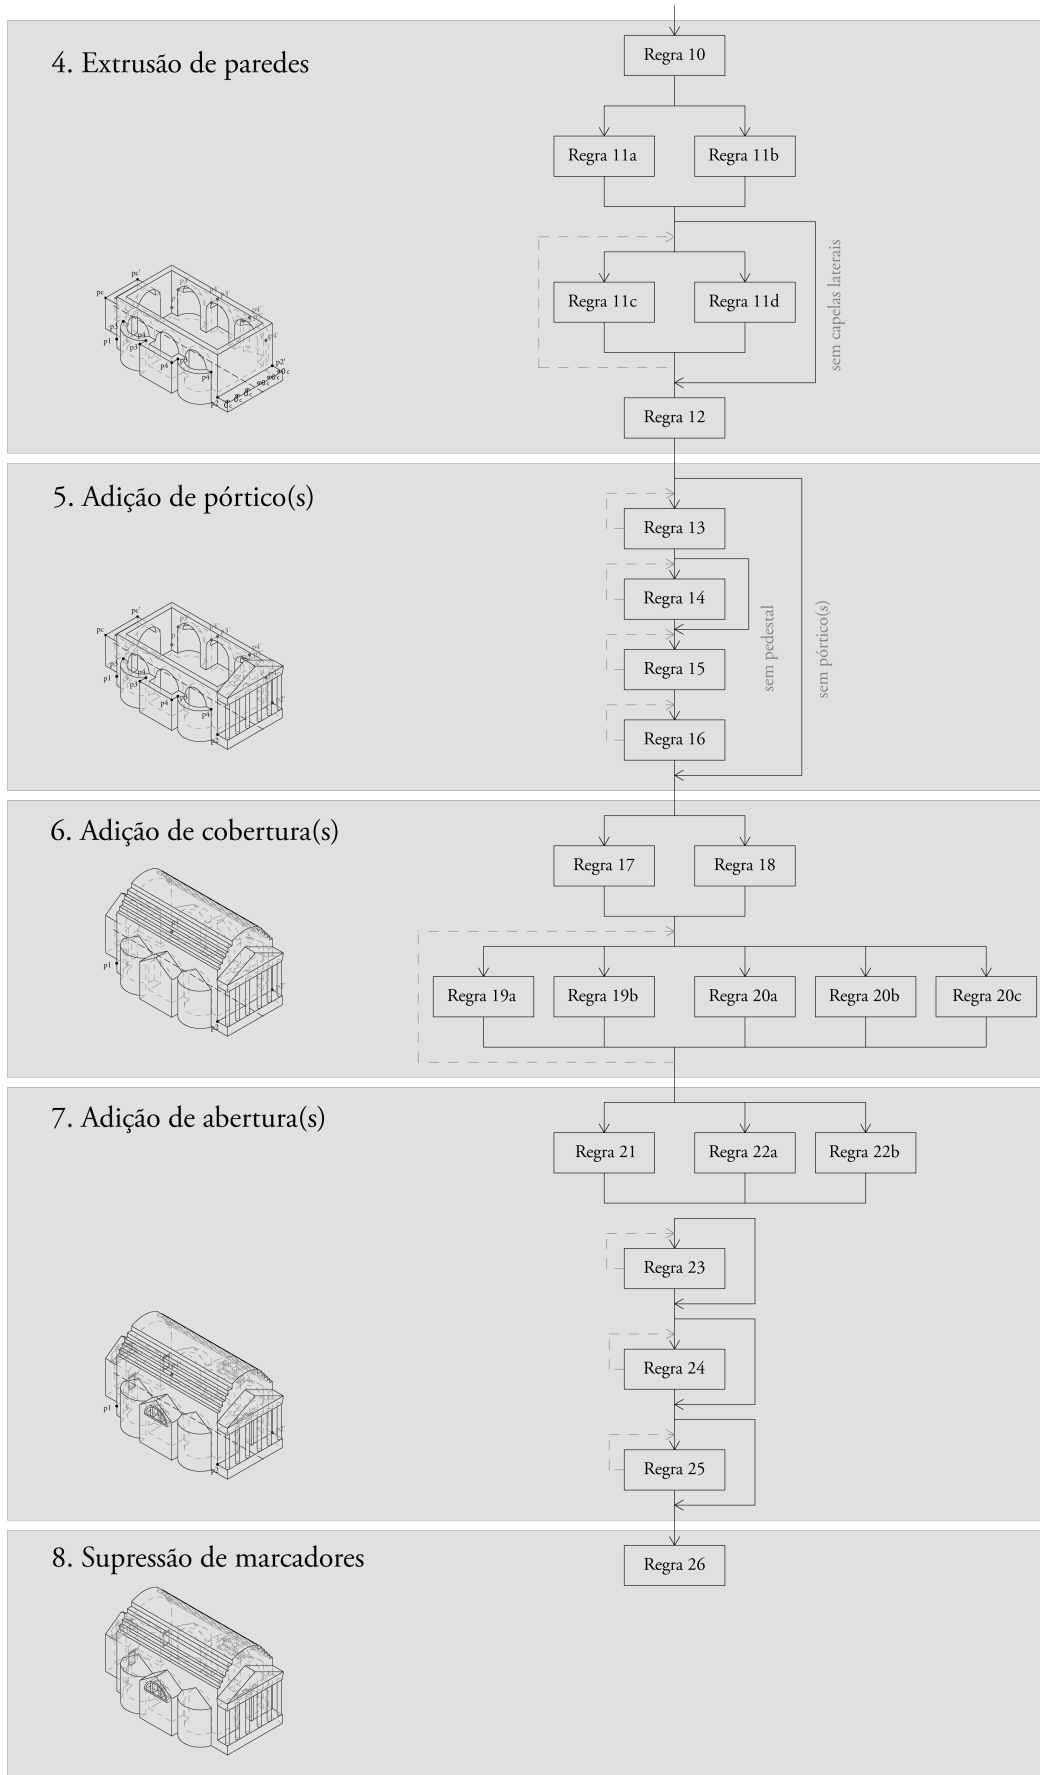 4. Extrusão de paredes
Regra 10
Regra 11a
Regra 11b
Regra 11c
Regra 11d
sem capelas laterais
Regra 12
5. Adição de pórtico(s)
Regra 13
Regra 14
Regra 15
Regra 16
sem pedestal
sem pórtico(s)
6. Adição de cobertura(s)
Regra 17
Regra 18
Regra 19a
Regra 19b
Regra 20a
Regra 20b
Regra 20c
7. Adição de abertura(s)
Regra 21
Regra 22a
Regra 22b
Regra 23
Regra 24
Regra 25
8. Supressão de marcadores
Regra 26